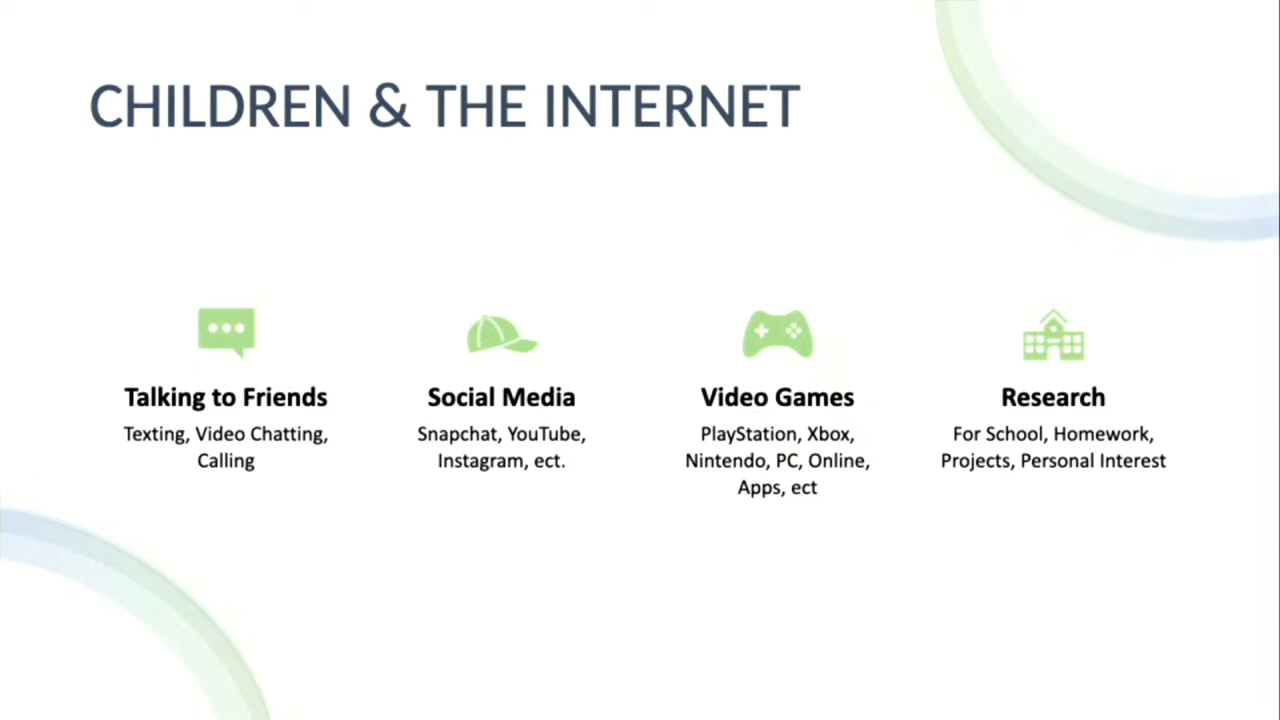 CHILDREN & THE INTERNET
Talking to Friends
Texting, Video Chatting,
Calling
Social Media
Snapchat, YouTube,
Instagram, ect.
Video Games
PlayStation, Xbox,
Nintendo, PC, Online,
Apps, ect
Research
For School, Homework,
Projects, Personal Interest